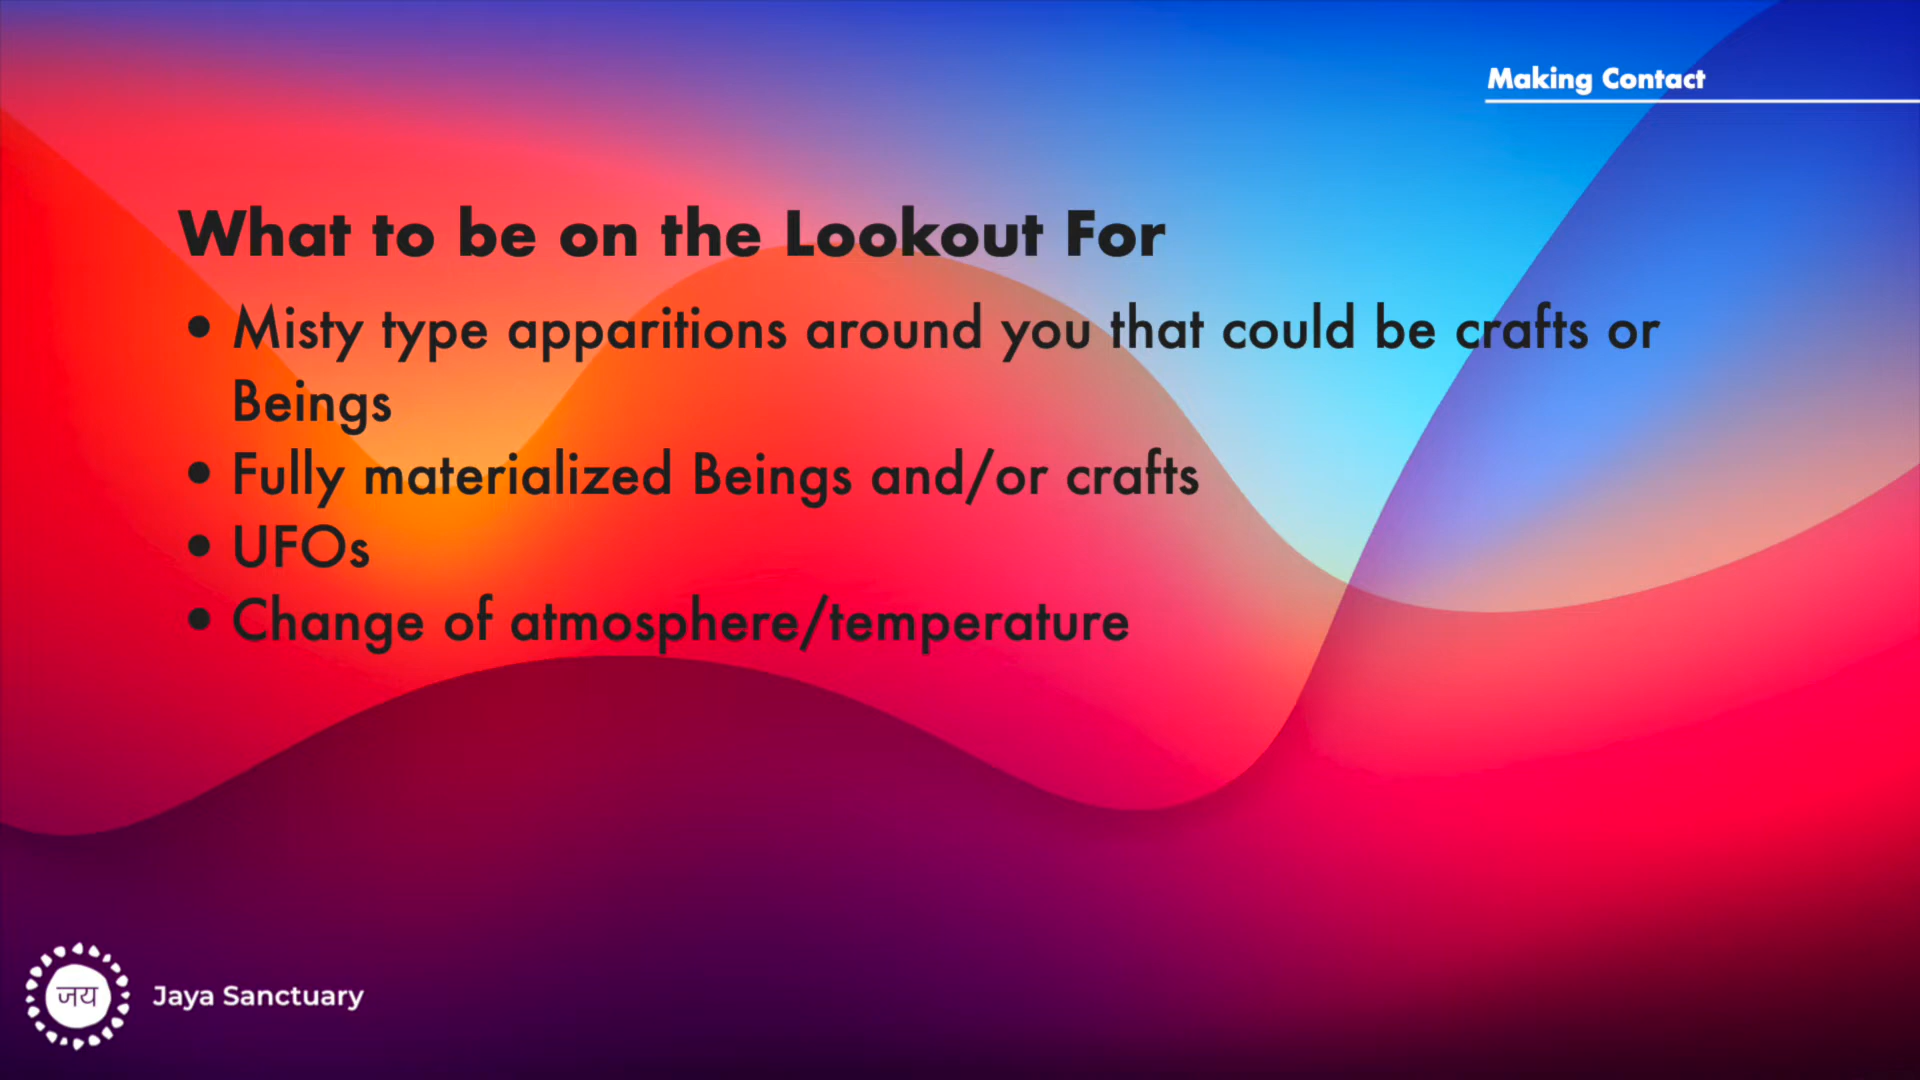 Making Contact
What to be on the Lookout For
• Misty type apparitions around you that could be crafts or
Beings
• Fully materialized Beings and/or crafts
• UFOs
• Change of atmosphere/temperature
जय
Jaya Sanctuary